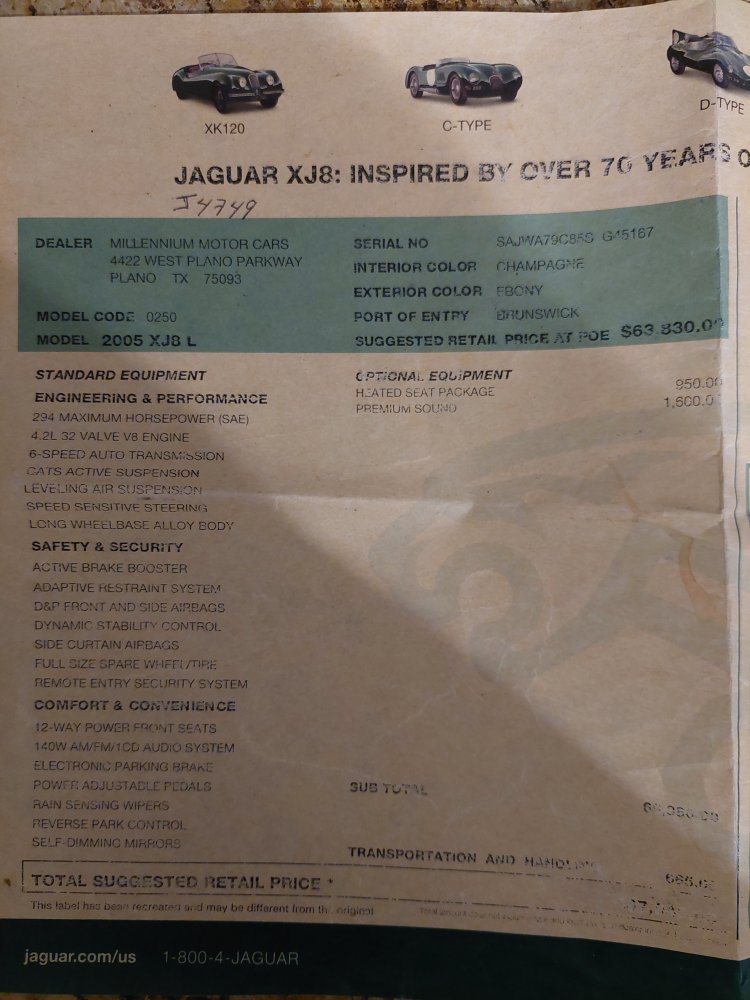 XK120
C-TYPE
D-TYPE
JAGUAR XJ8: INSPIRED BY OVER 70 YEARS O
J4749
DEALER MILLENNIUM MOTOR CARS
4422 WEST PLANO PARKWAY
PLANO TX 75093
MODEL CODE 0250
MODEL 2005 XJ8 L
SERIAL NO SAJWA79C85S G45167
INTERIOR COLOR CHAMPAGNE
EXTERIOR COLOR EBONY
PORT OF ENTRY BRUNSWICK
SUGGESTED RETAIL PRICE AT POE $63,830.0
STANDARD EQUIPMENT
ENGINEERING & PERFORMANCE
294 MAXIMUM HORSEPOWER (SAE)
4.2L 32 VALVE V8 ENGINE
6-SPEED AUTO TRANSMISSION
CATS ACTIVE SUSPENSION
LEVELING AIR SUSPENSION
SPEED SENSITIVE STEERING
LONG WHEELBASE ALLOY BODY
SAFETY & SECURITY
ACTIVE BRAKE BOOSTER
ADAPTIVE RESTRAINT SYSTEM
D&P FRONT AND SIDE AIRBAGS
DYNAMIC STABILITY CONTROL
SIDE CURTAIN AIRBAGS
FULL SIZE SPARE WHEEL/TIRE
REMOTE ENTRY SECURITY SYSTEM
COMFORT & CONVENIENCE
12-WAY POWER FRONT SEATS
140W AM/FM/1CD AUDIO SYSTEM
ELECTRONIC PARKING BRAKE
POWER ADJUSTABLE PEDALS
RAIN SENSING WIPERS
REVERSE PARK CONTROL
SELF-DIMMING MIRRORS
OPTIONAL EQUIPMENT
HEATED SEAT PACKAGE 950.00
PREMIUM SOUND 1,600.0
SUB TOTAL
TRANSPORTATION AND HANDLING
TOTAL SUGGESTED RETAIL PRICE *
This label has been recreated and may be different from the original
jaguar.com/us 1-800-4-JAGUAR